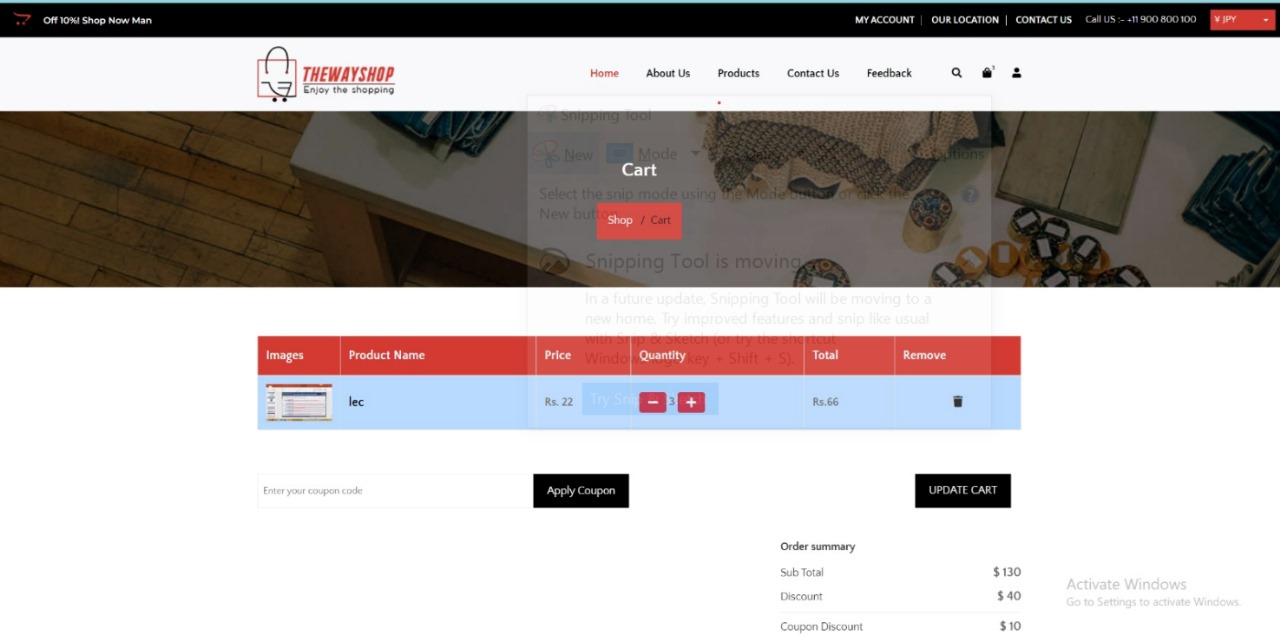 Off 10%! Shop Now Man
MY ACCOUNT | OUR LOCATION | CONTACT US Call US :- +11 900 800 100 ¥ JPY
THEWAYSHOP
Enjoy the shopping
Home About Us Products Contact Us Feedback
Snipping Tool
New Mode
Cart
Select the snip mode using the Mode button or click the
New button
Shop / Cart
Snipping Tool is moving
In a future update, Snipping Tool will be moving to a
new home. Try improved features and snip like usual
with Snip & Sketch (or try the shortcut
Windows logo key + Shift + S).
Images Product Name Price Quantity Total Remove
lec Rs. 22 − 3 + Rs.66
Enter your coupon code Apply Coupon UPDATE CART
Order summary
Sub Total $ 130
Discount $ 40
Coupon Discount $ 10
Activate Windows
Go to Settings to activate Windows.